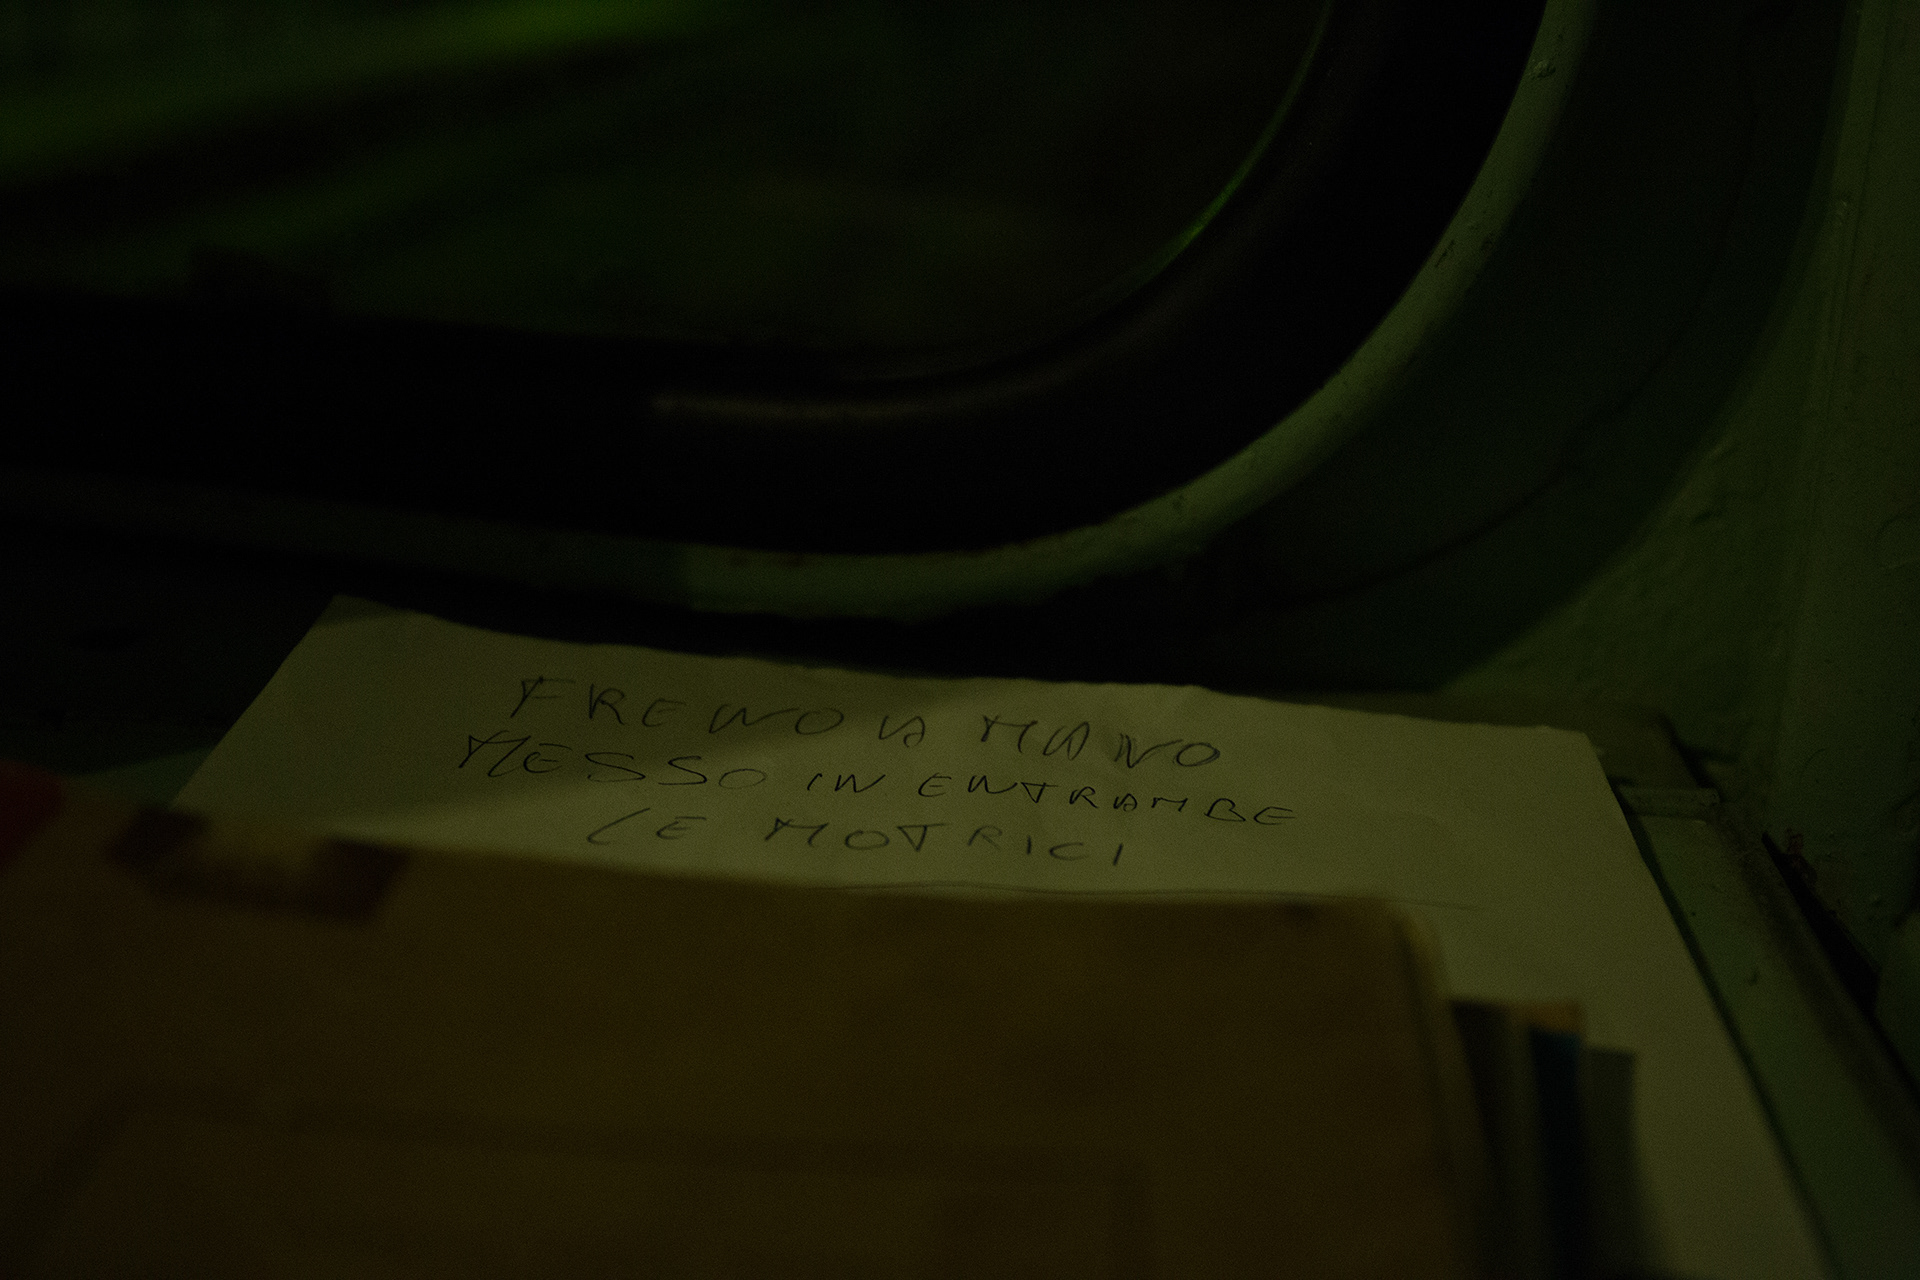 FRENO A MANO
MESSO IN ENTRAMBE
LE MOTRICI